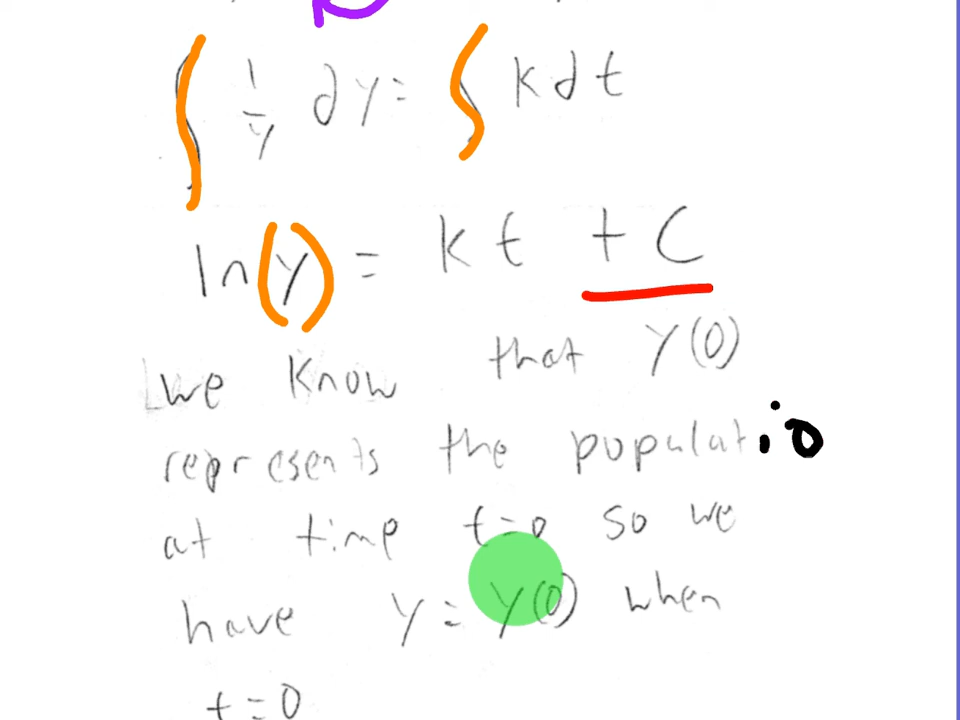 ∫ 1/y dy = ∫ k dt
ln(y) = kt + C
we know that y(0)
represents the populatio
at time t=0 so we
have y = y(0) when
t=0